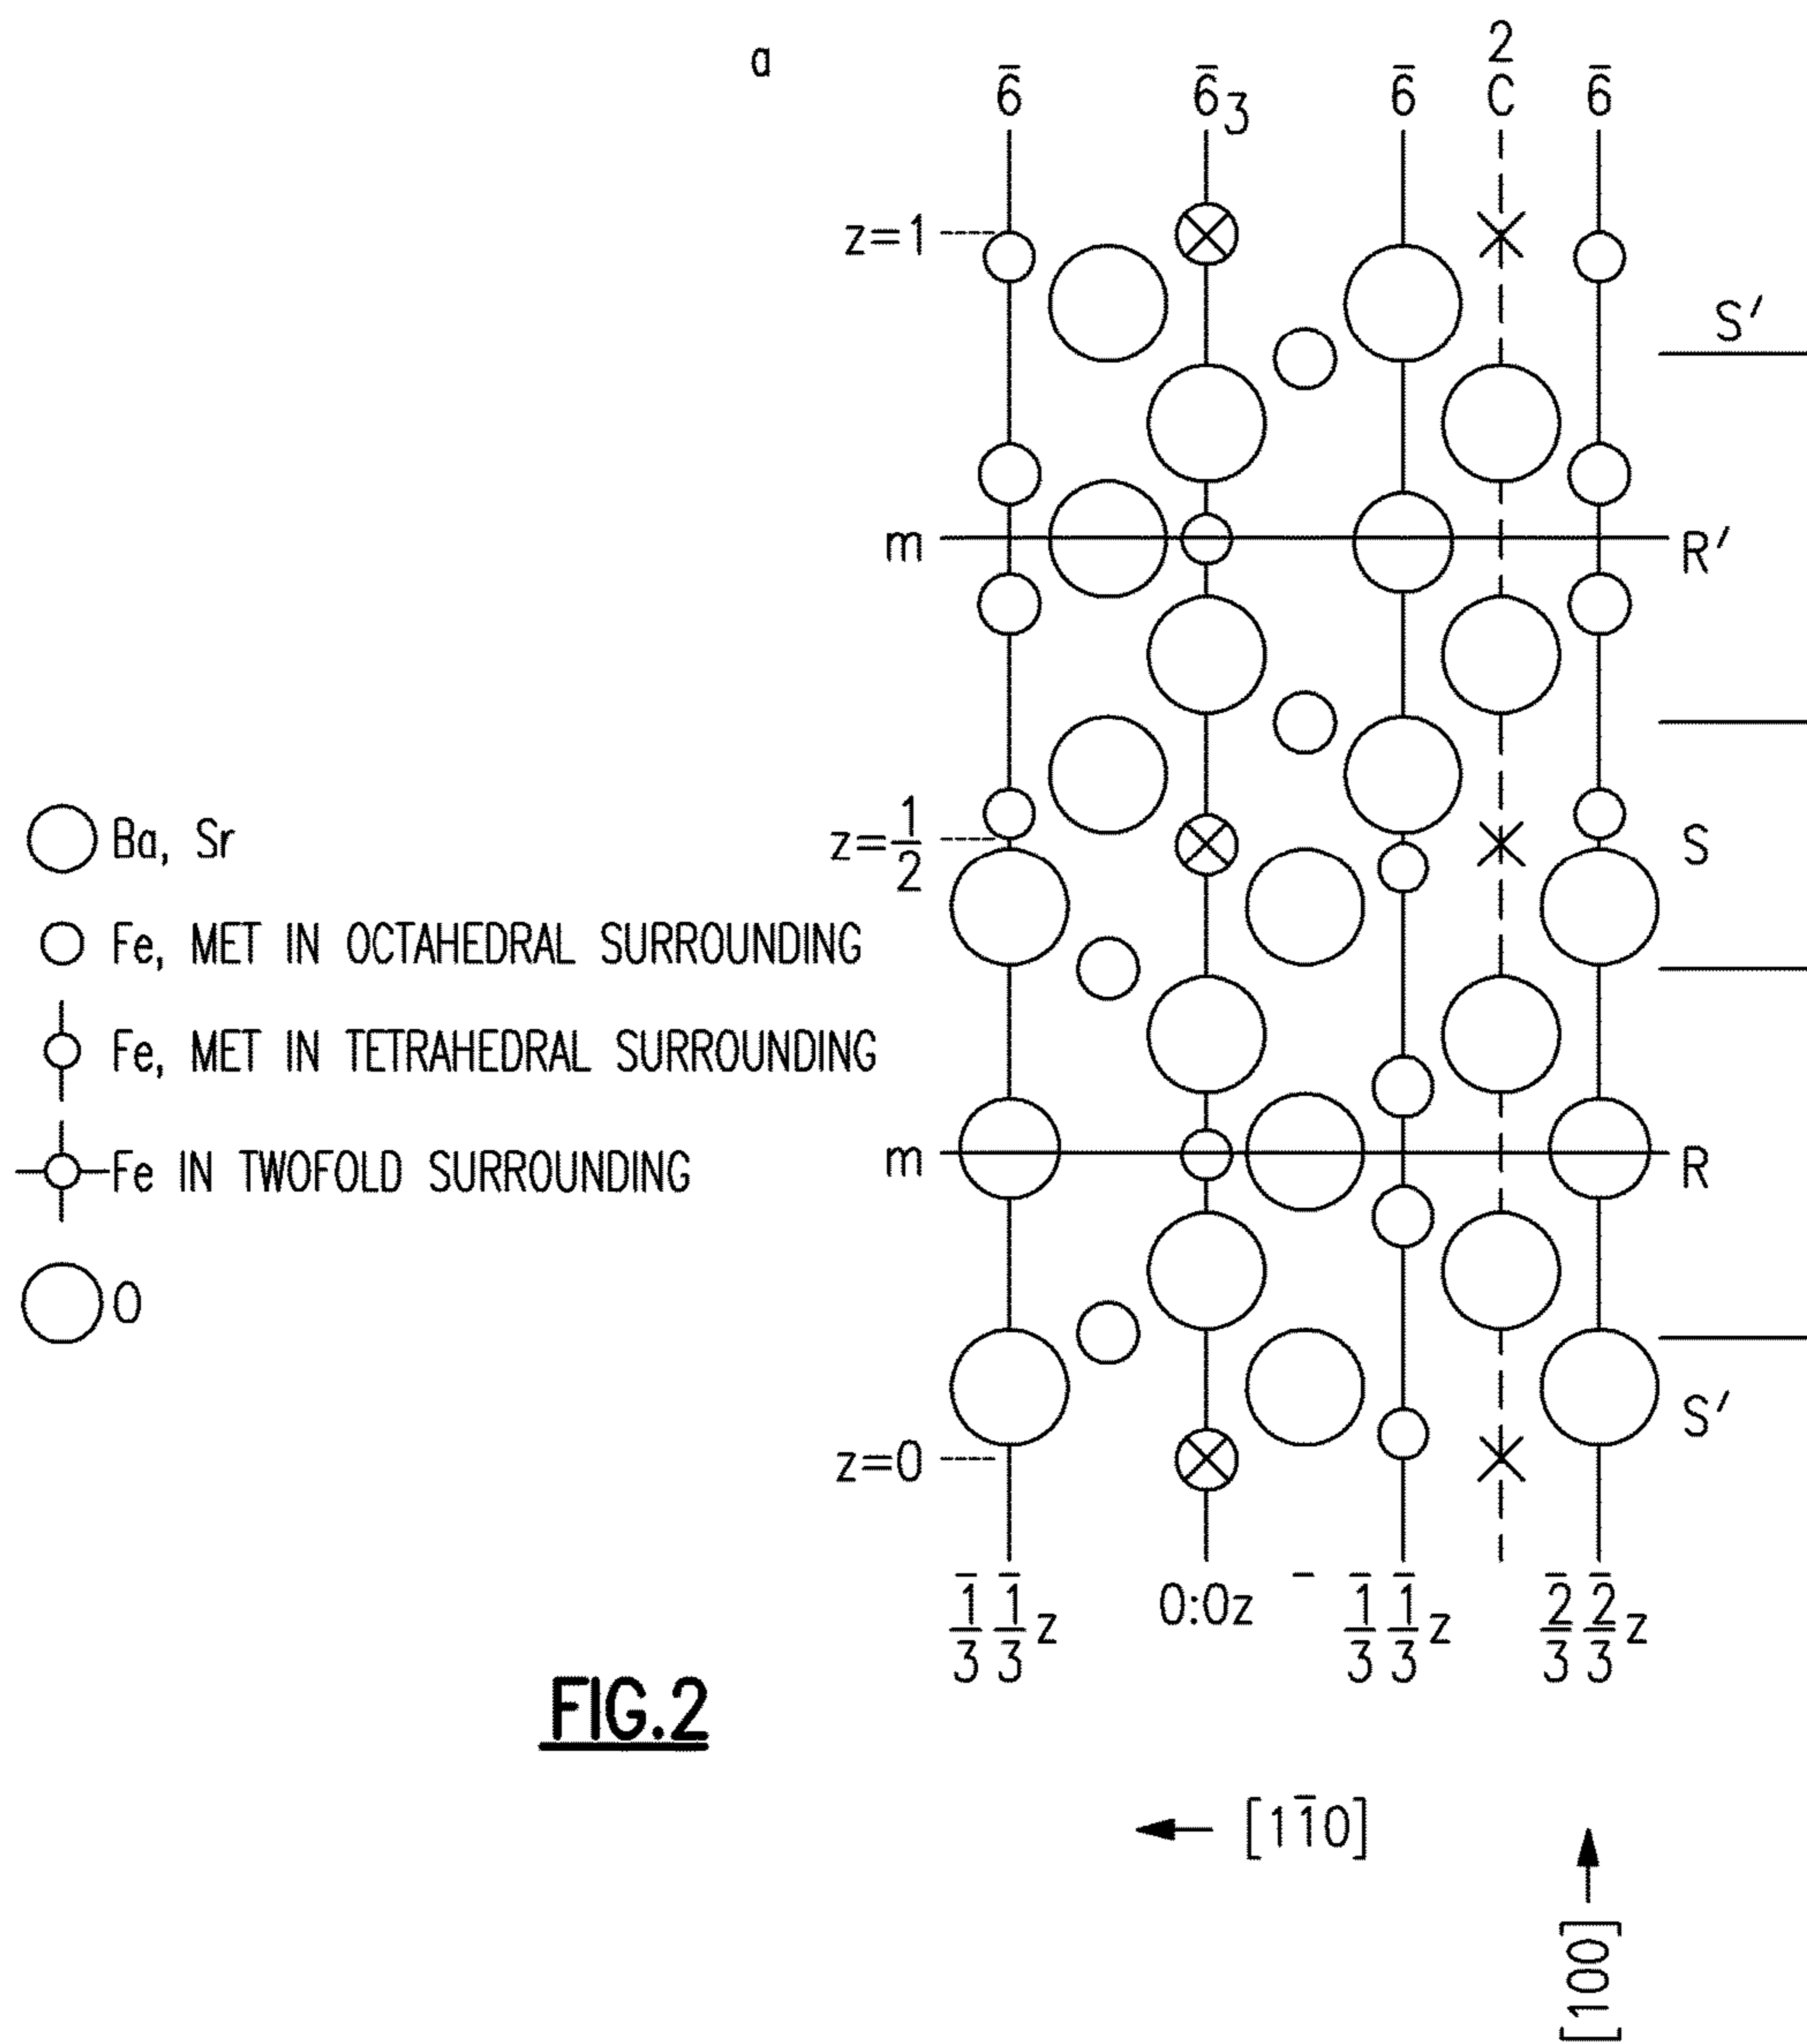 a
6̅ 6̅₃ 6̅ 2/C 6̅
z=1
S'
m R'
z=1/2 S
m R
z=0 S'
1̅/3 1̅/3 z 0:0z - 1̅/3 1̅/3 z 2̅/3 2̅/3 z
Ba, Sr
Fe, MET IN OCTAHEDRAL SURROUNDING
Fe, MET IN TETRAHEDRAL SURROUNDING
Fe IN TWOFOLD SURROUNDING
O
FIG.2
[11̅0]
[100]